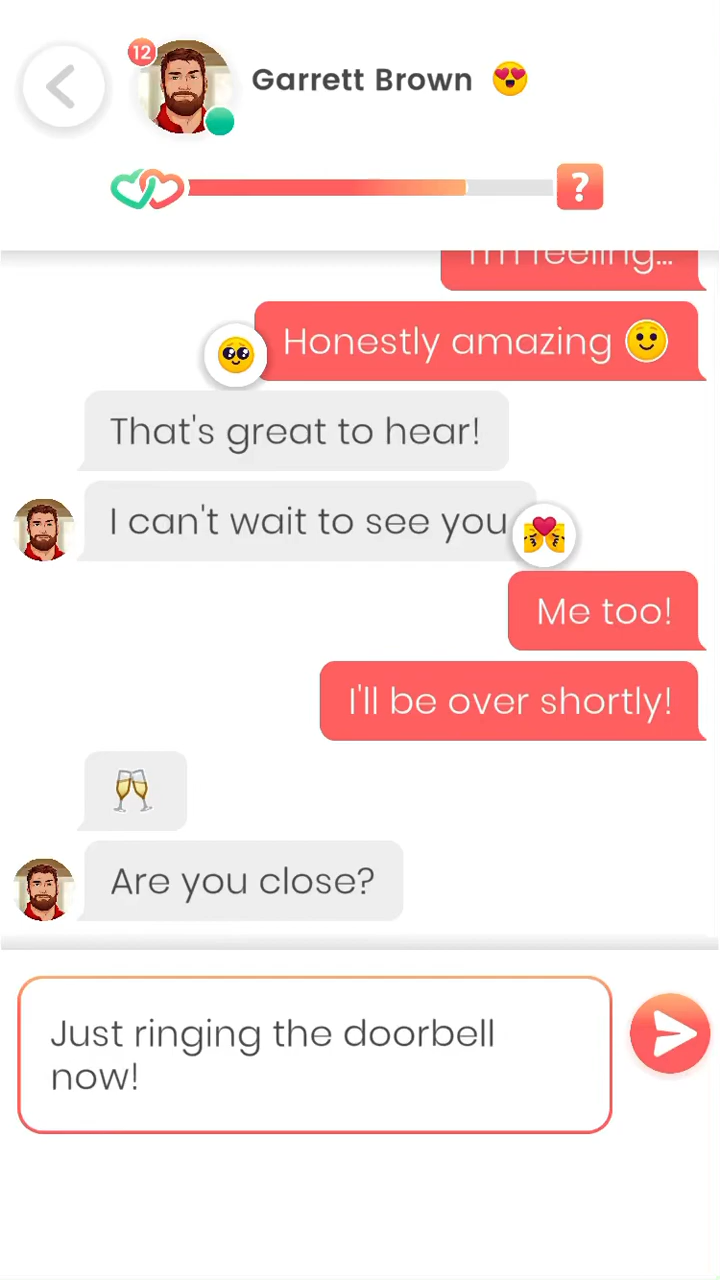 12
Garrett Brown 😍
?
I'm feeling...
Honestly amazing 🙂
That's great to hear!
I can't wait to see you
Me too!
I'll be over shortly!
🥂
Are you close?
Just ringing the doorbell
now!